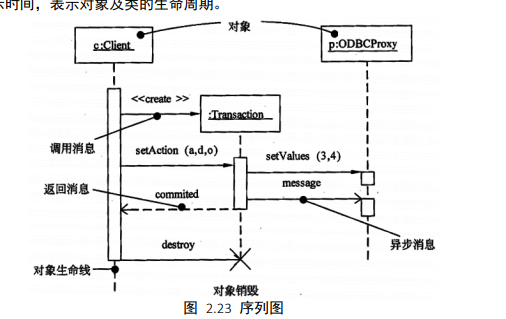 示时间，表示对象及类的生命周期。
对象
c:Client
p:ODBCProxy
<<create >>
:Transaction
调用消息
setAction (a,d,o)
setValues (3,4)
返回消息
commited
message
异步消息
destroy
对象生命线
对象销毁
图 2.23 序列图